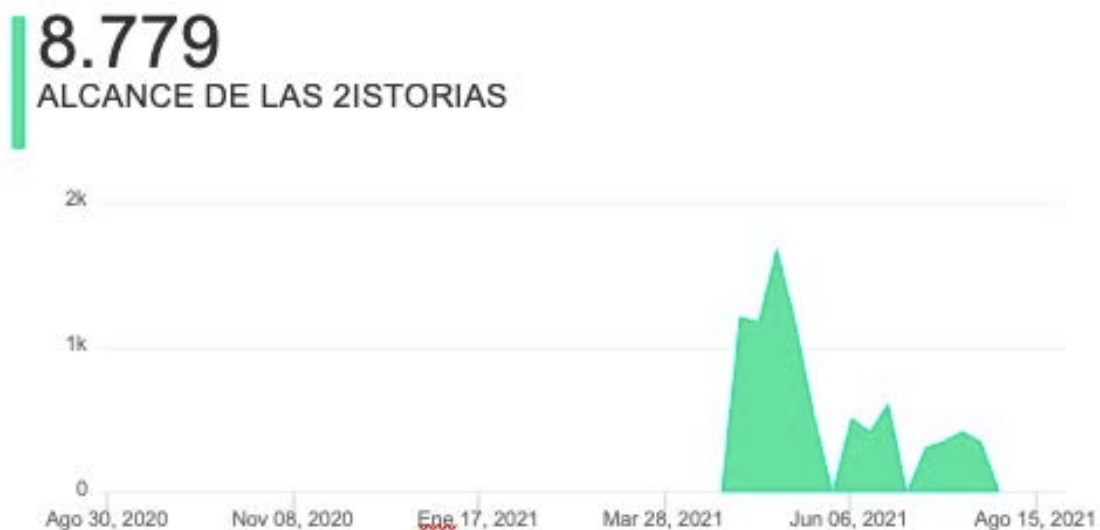 8.779
ALCANCE DE LAS 2ISTORIAS
2k
1k
0
Ago 30, 2020 Nov 08, 2020 Ene 17, 2021 Mar 28, 2021 Jun 06, 2021 Ago 15, 2021